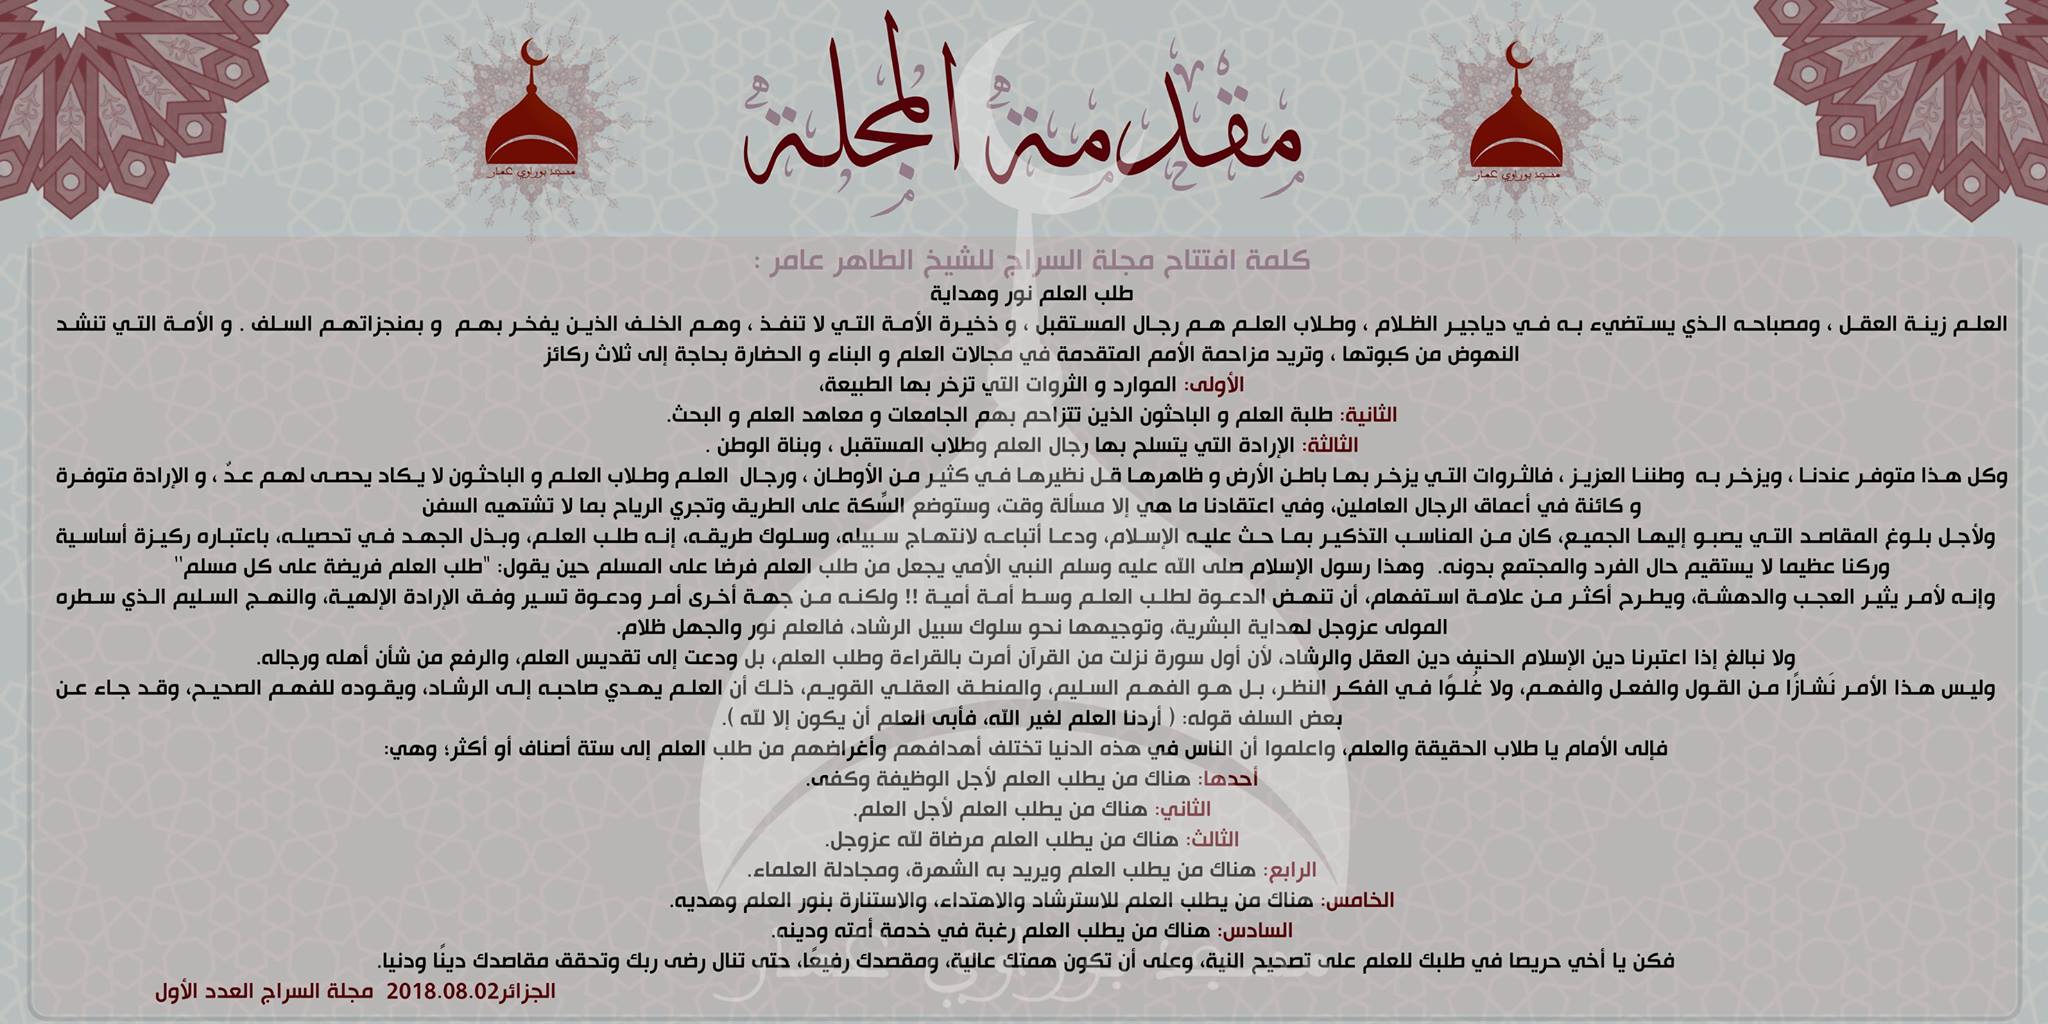 مقدمة المجلة
مسجد بوراوي عمار
مسجد بوراوي عمار
كلمة افتتاح مجلة السراج للشيخ الطاهر عامر :
طلب العلم نور وهداية
العلم زينة العقل ، ومصباحه الذي يستضيء به في دياجير الظلام ، وطلاب العلم هم رجال المستقبل ، و ذخيرة الأمة التي لا تنفذ ، وهم الخلف الذين يفخر بهم و بمنجزاتهم السلف . و الأمة التي تنشد
النهوض من كبوتها ، وتريد مزاحمة الأمم المتقدمة في مجالات العلم و البناء و الحضارة بحاجة إلى ثلاث ركائز
الأولى: الموارد و الثروات التي تزخر بها الطبيعة،
الثانية: طلبة العلم و الباحثون الذين تتزاحم بهم الجامعات و معاهد العلم و البحث.
الثالثة: الإرادة التي يتسلح بها رجال العلم وطلاب المستقبل ، وبناة الوطن .
وكل هذا متوفر عندنا ، ويزخر به وطننا العزيز ، فالثروات التي يزخر بها باطن الأرض و ظاهرها قل نظيرها في كثير من الأوطان ، ورجال العلم وطلاب العلم و الباحثون لا يكاد يحصى لهم عدٌ ، و الإرادة متوفرة
و كائنة في أعماق الرجال العاملين، وفي اعتقادنا ما هي إلا مسألة وقت، وستوضع السِّكة على الطريق وتجري الرياح بما لا تشتهيه السفن
ولأجل بلوغ المقاصد التي يصبو إليها الجميع، كان من المناسب التذكير بما حث عليه الإسلام، ودعا أتباعه لانتهاج سبيله، وسلوك طريقه، إنه طلب العلم، وبذل الجهد في تحصيله، باعتباره ركيزة أساسية
وركنا عظيما لا يستقيم حال الفرد والمجتمع بدونه. وهذا رسول الإسلام صلى الله عليه وسلم النبي الأمي يجعل من طلب العلم فرضا على المسلم حين يقول: "طلب العلم فريضة على كل مسلم''
وإنه لأمر يثير العجب والدهشة، ويطرح أكثر من علامة استفهام، أن تنهض الدعوة لطلب العلم وسط أمة أمية !! ولكنه من جهة أخرى أمر ودعوة تسير وفق الإرادة الإلهية، والنهج السليم الذي سطره
المولى عزوجل لهداية البشرية، وتوجيهها نحو سلوك سبيل الرشاد، فالعلم نور والجهل ظلام.
ولا نبالغ إذا اعتبرنا دين الإسلام الحنيف دين العقل والرشاد، لأن أول سورة نزلت من القرآن أمرت بالقراءة وطلب العلم، بل ودعت إلى تقديس العلم، والرفع من شأن أهله ورجاله.
وليس هذا الأمر نَشازًا من القول والفعل والفهم، ولا غُلوًا في الفكر النظر، بل هو الفهم السليم، والمنطق العقلي القويم، ذلك أن العلم يهدي صاحبه إلى الرشاد، ويقوده للفهم الصحيح، وقد جاء عن
بعض السلف قوله: ( أردنا العلم لغير الله، فأبى العلم أن يكون إلا لله ).
فإلى الأمام يا طلاب الحقيقة والعلم، واعلموا أن الناس في هذه الدنيا تختلف أهدافهم وأغراضهم من طلب العلم إلى ستة أصناف أو أكثر؛ وهي:
أحدها: هناك من يطلب العلم لأجل الوظيفة وكفى.
الثاني: هناك من يطلب العلم لأجل العلم.
الثالث: هناك من يطلب العلم مرضاة لله عزوجل.
الرابع: هناك من يطلب العلم ويريد به الشهرة، ومجادلة العلماء.
الخامس: هناك من يطلب العلم للاسترشاد والاهتداء، والاستنارة بنور العلم وهديه.
السادس: هناك من يطلب العلم رغبة في خدمة أمته ودينه.
مسجد بوراوي عمار
فكن يا أخي حريصا في طلبك للعلم على تصحيح النية، وعلى أن تكون همتك عالية، ومقصدك رفيعًا، حتى تنال رضى ربك وتحقق مقاصدك دينًا ودنيا.
الجزائر2018.08.02 مجلة السراج العدد الأول